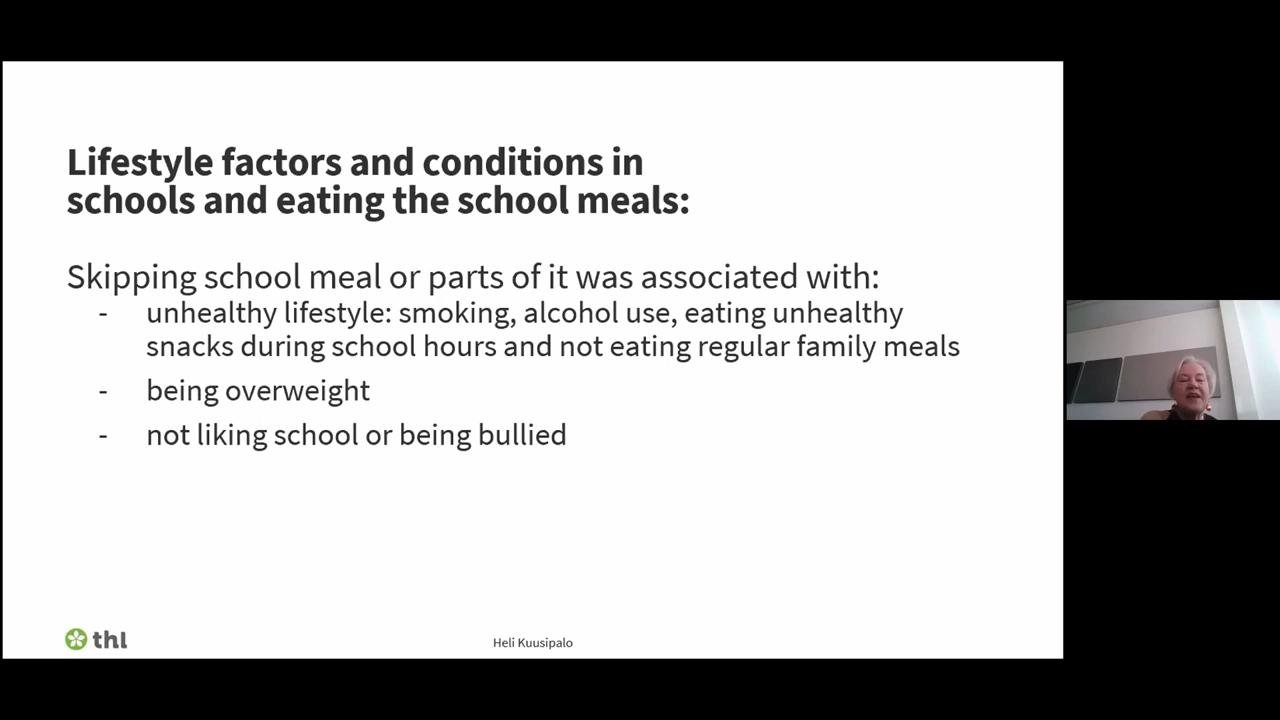 Lifestyle factors and conditions in
schools and eating the school meals:
Skipping school meal or parts of it was associated with:
- unhealthy lifestyle: smoking, alcohol use, eating unhealthy
snacks during school hours and not eating regular family meals
- being overweight
- not liking school or being bullied
thl
Heli Kuusipalo